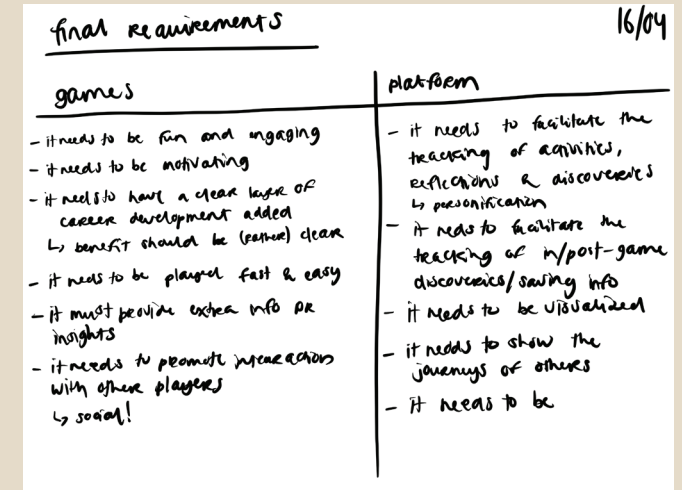 final requirements
16/04
games
- it needs to be fun and engaging
- it needs to be motivating
- it needs to have a clear layer of
career development added
↳ benefit should be (rather) clear
- it needs to be played fast & easy
- it must provide extra info or
insights
- it needs to promote interaction
with other players
↳ social!
platform
- it needs to facilitate the
tracking of activities,
reflections & discoveries
↳ personification
- it needs to facilitate the
tracking of in/post-game
discoveries/saving info
- it needs to be visualized
- it needs to show the
journeys of others
- it needs to be